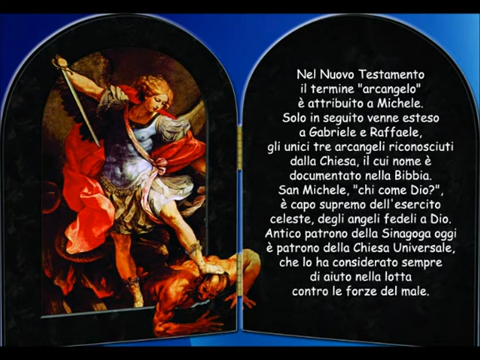 Nel Nuovo Testamento
il termine "arcangelo"
è attribuito a Michele.
Solo in seguito venne esteso
a Gabriele e Raffaele,
gli unici tre arcangeli riconosciuti
dalla Chiesa, il cui nome è
documentato nella Bibbia.
San Michele, "chi come Dio?",
è capo supremo dell'esercito
celeste, degli angeli fedeli a Dio.
Antico patrono della Sinagoga oggi
è patrono della Chiesa Universale,
che lo ha considerato sempre
di aiuto nella lotta
contro le forze del male.